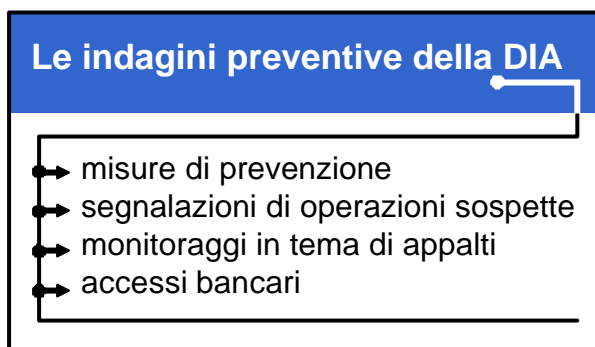 Le indagini preventive della DIA
misure di prevenzione
segnalazioni di operazioni sospette
monitoraggi in tema di appalti
accessi bancari